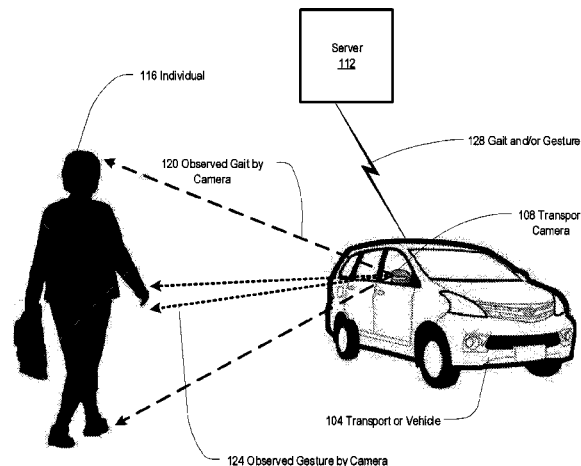 Server
112
116 Individual
128 Gait and/or Gesture
120 Observed Gait by
Camera
108 Transpor
Camera
104 Transport or Vehicle
124 Observed Gesture by Camera